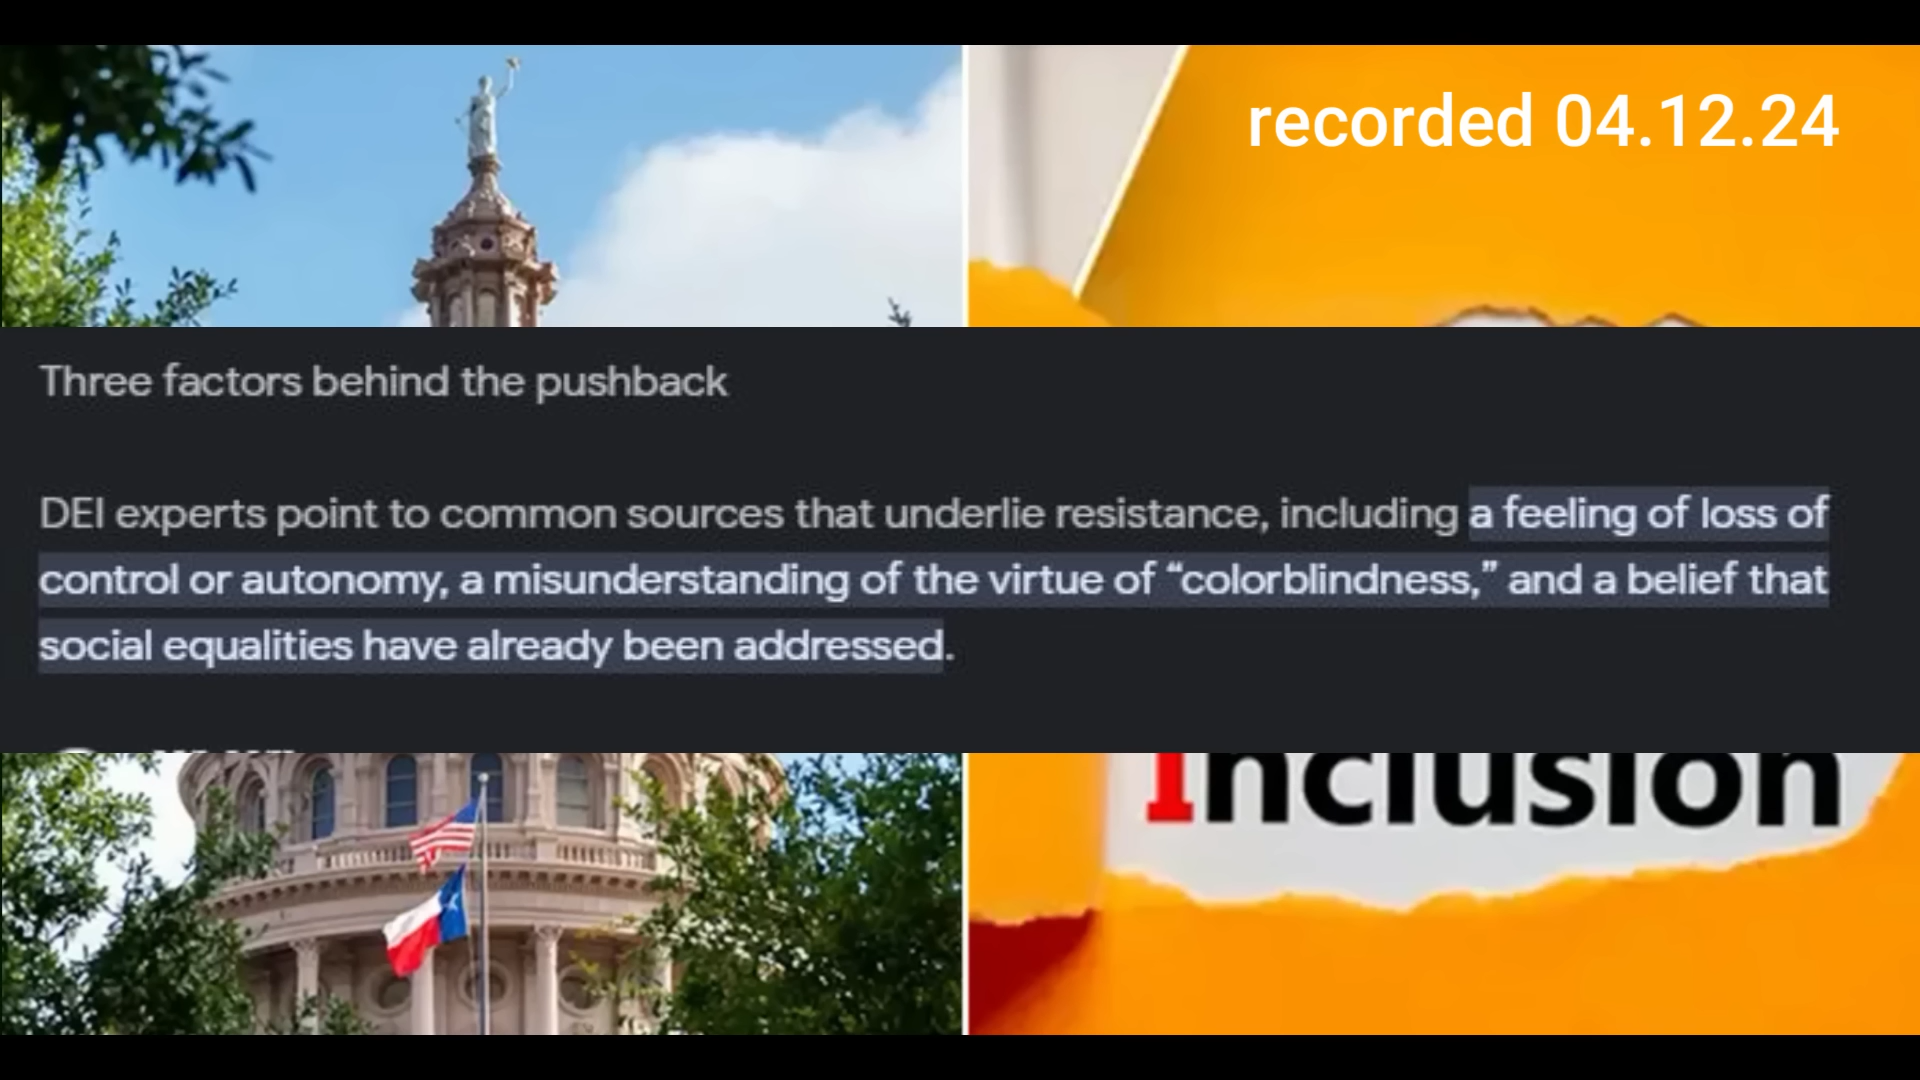 recorded 04.12.24
Three factors behind the pushback
DEI experts point to common sources that underlie resistance, including a feeling of loss of
control or autonomy, a misunderstanding of the virtue of “colorblindness,” and a belief that
social equalities have already been addressed.
Inclusion